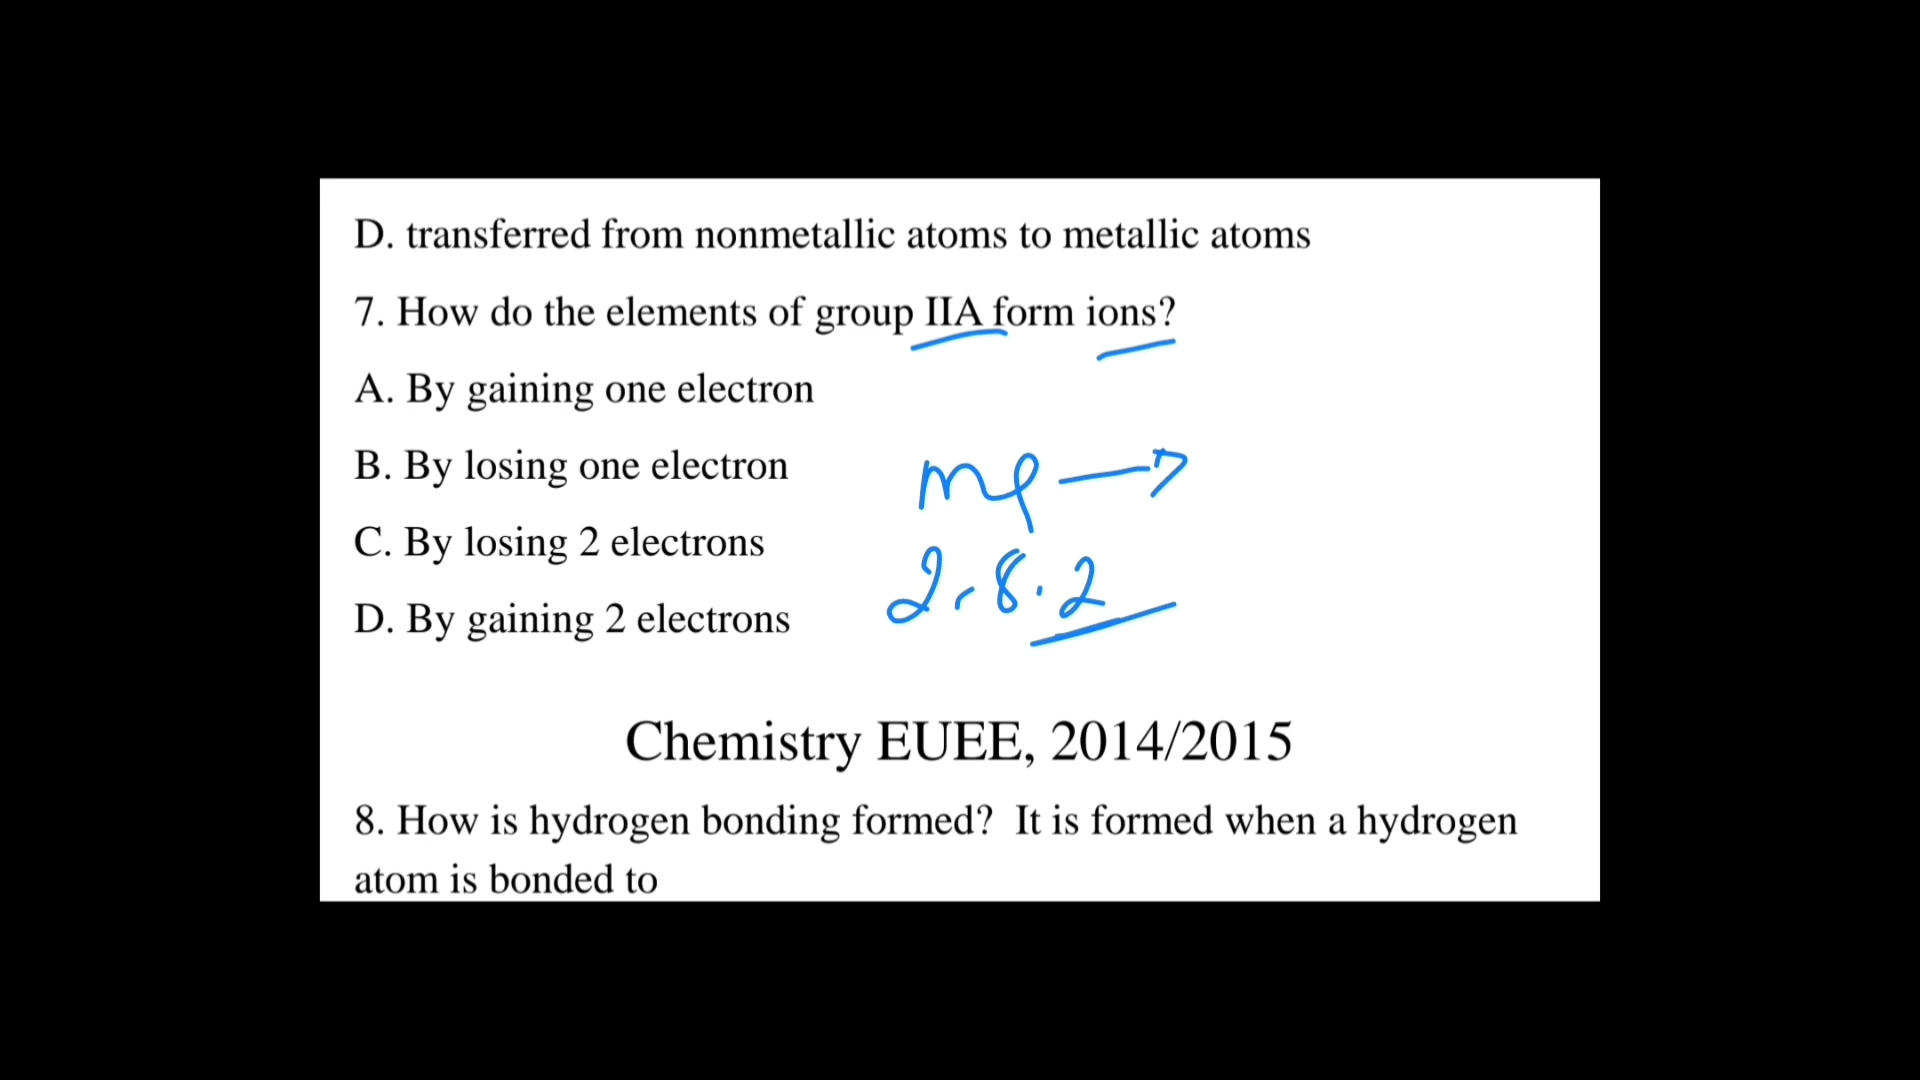 D. transferred from nonmetallic atoms to metallic atoms
7. How do the elements of group IIA form ions?
A. By gaining one electron
B. By losing one electron
Mg →
C. By losing 2 electrons
2.8.2
D. By gaining 2 electrons
Chemistry EUEE, 2014/2015
8. How is hydrogen bonding formed? It is formed when a hydrogen
atom is bonded to